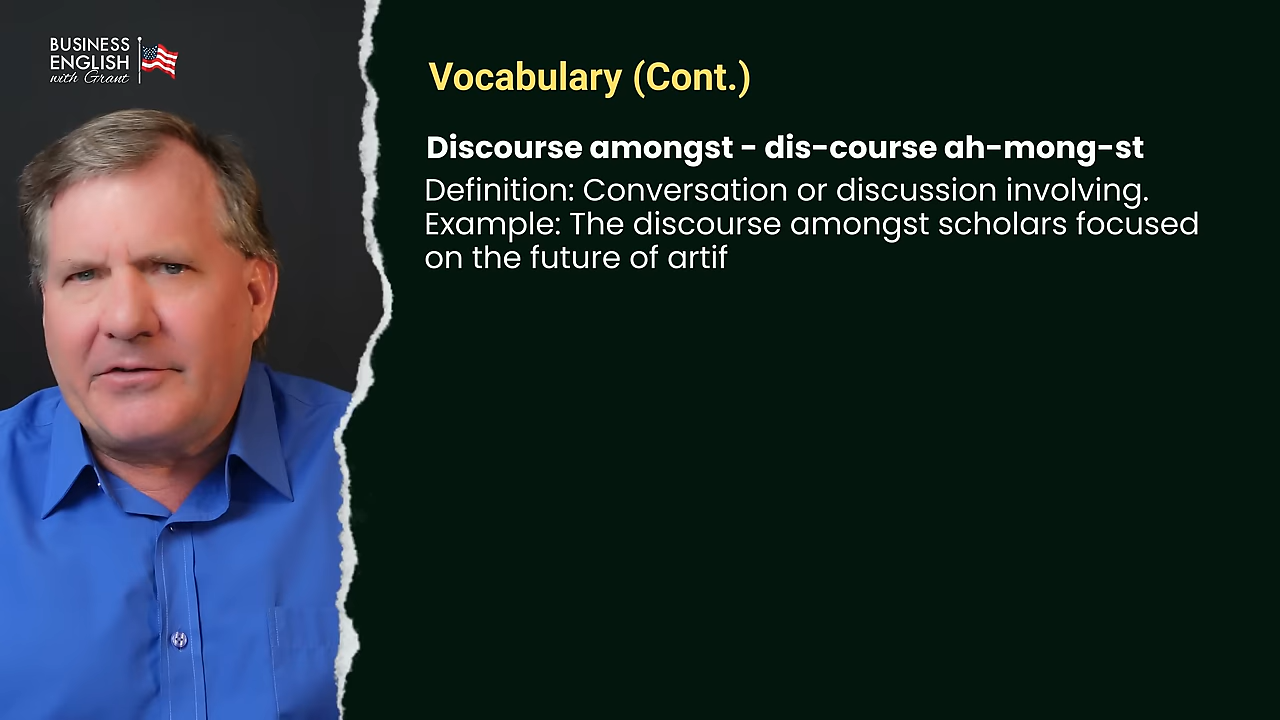 BUSINESS
ENGLISH
with Grant
Vocabulary (Cont.)
Discourse amongst - dis-course ah-mong-st
Definition: Conversation or discussion involving.
Example: The discourse amongst scholars focused
on the future of artif